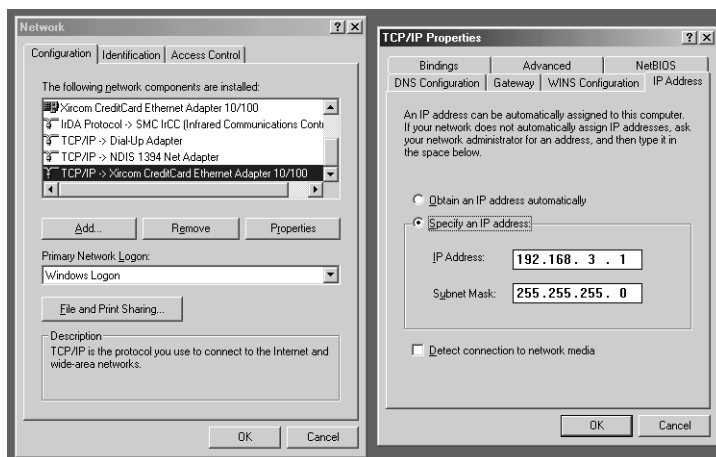 Network
Configuration Identification Access Control
The following network components are installed:
Xircom CreditCard Ethernet Adapter 10/100
IrDA Protocol -> SMC IrCC (Infrared Communications Contr
TCP/IP -> Dial-Up Adapter
TCP/IP -> NDIS 1394 Net Adapter
TCP/IP -> Xircom CreditCard Ethernet Adapter 10/100
Add... Remove Properties
Primary Network Logon:
Windows Logon
File and Print Sharing...
Description
TCP/IP is the protocol you use to connect to the Internet and
wide-area networks.
OK Cancel
TCP/IP Properties
Bindings Advanced NetBIOS
DNS Configuration Gateway WINS Configuration IP Address
An IP address can be automatically assigned to this computer.
If your network does not automatically assign IP addresses, ask
your network administrator for an address, and then type it in
the space below.
Obtain an IP address automatically
Specify an IP address:
IP Address: 192.168. 3 . 1
Subnet Mask: 255.255.255. 0
Detect connection to network media
OK Cancel